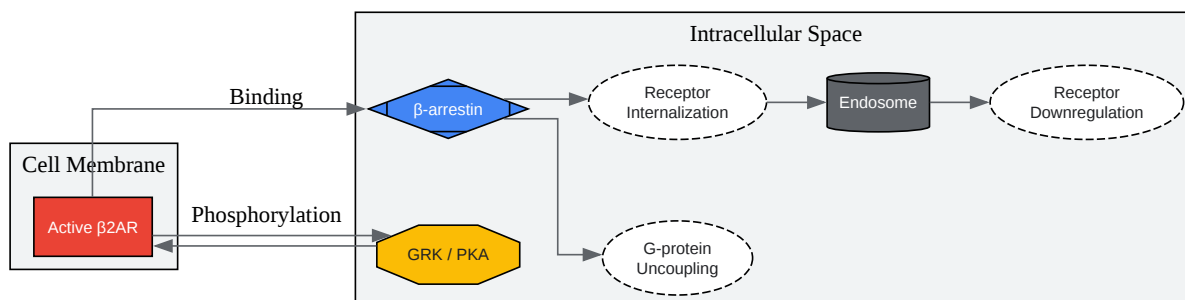 Intracellular Space
Binding
β-arrestin
Receptor
Internalization
Endosome
Receptor
Downregulation
Cell Membrane
Active β2AR
Phosphorylation
GRK / PKA
G-protein
Uncoupling